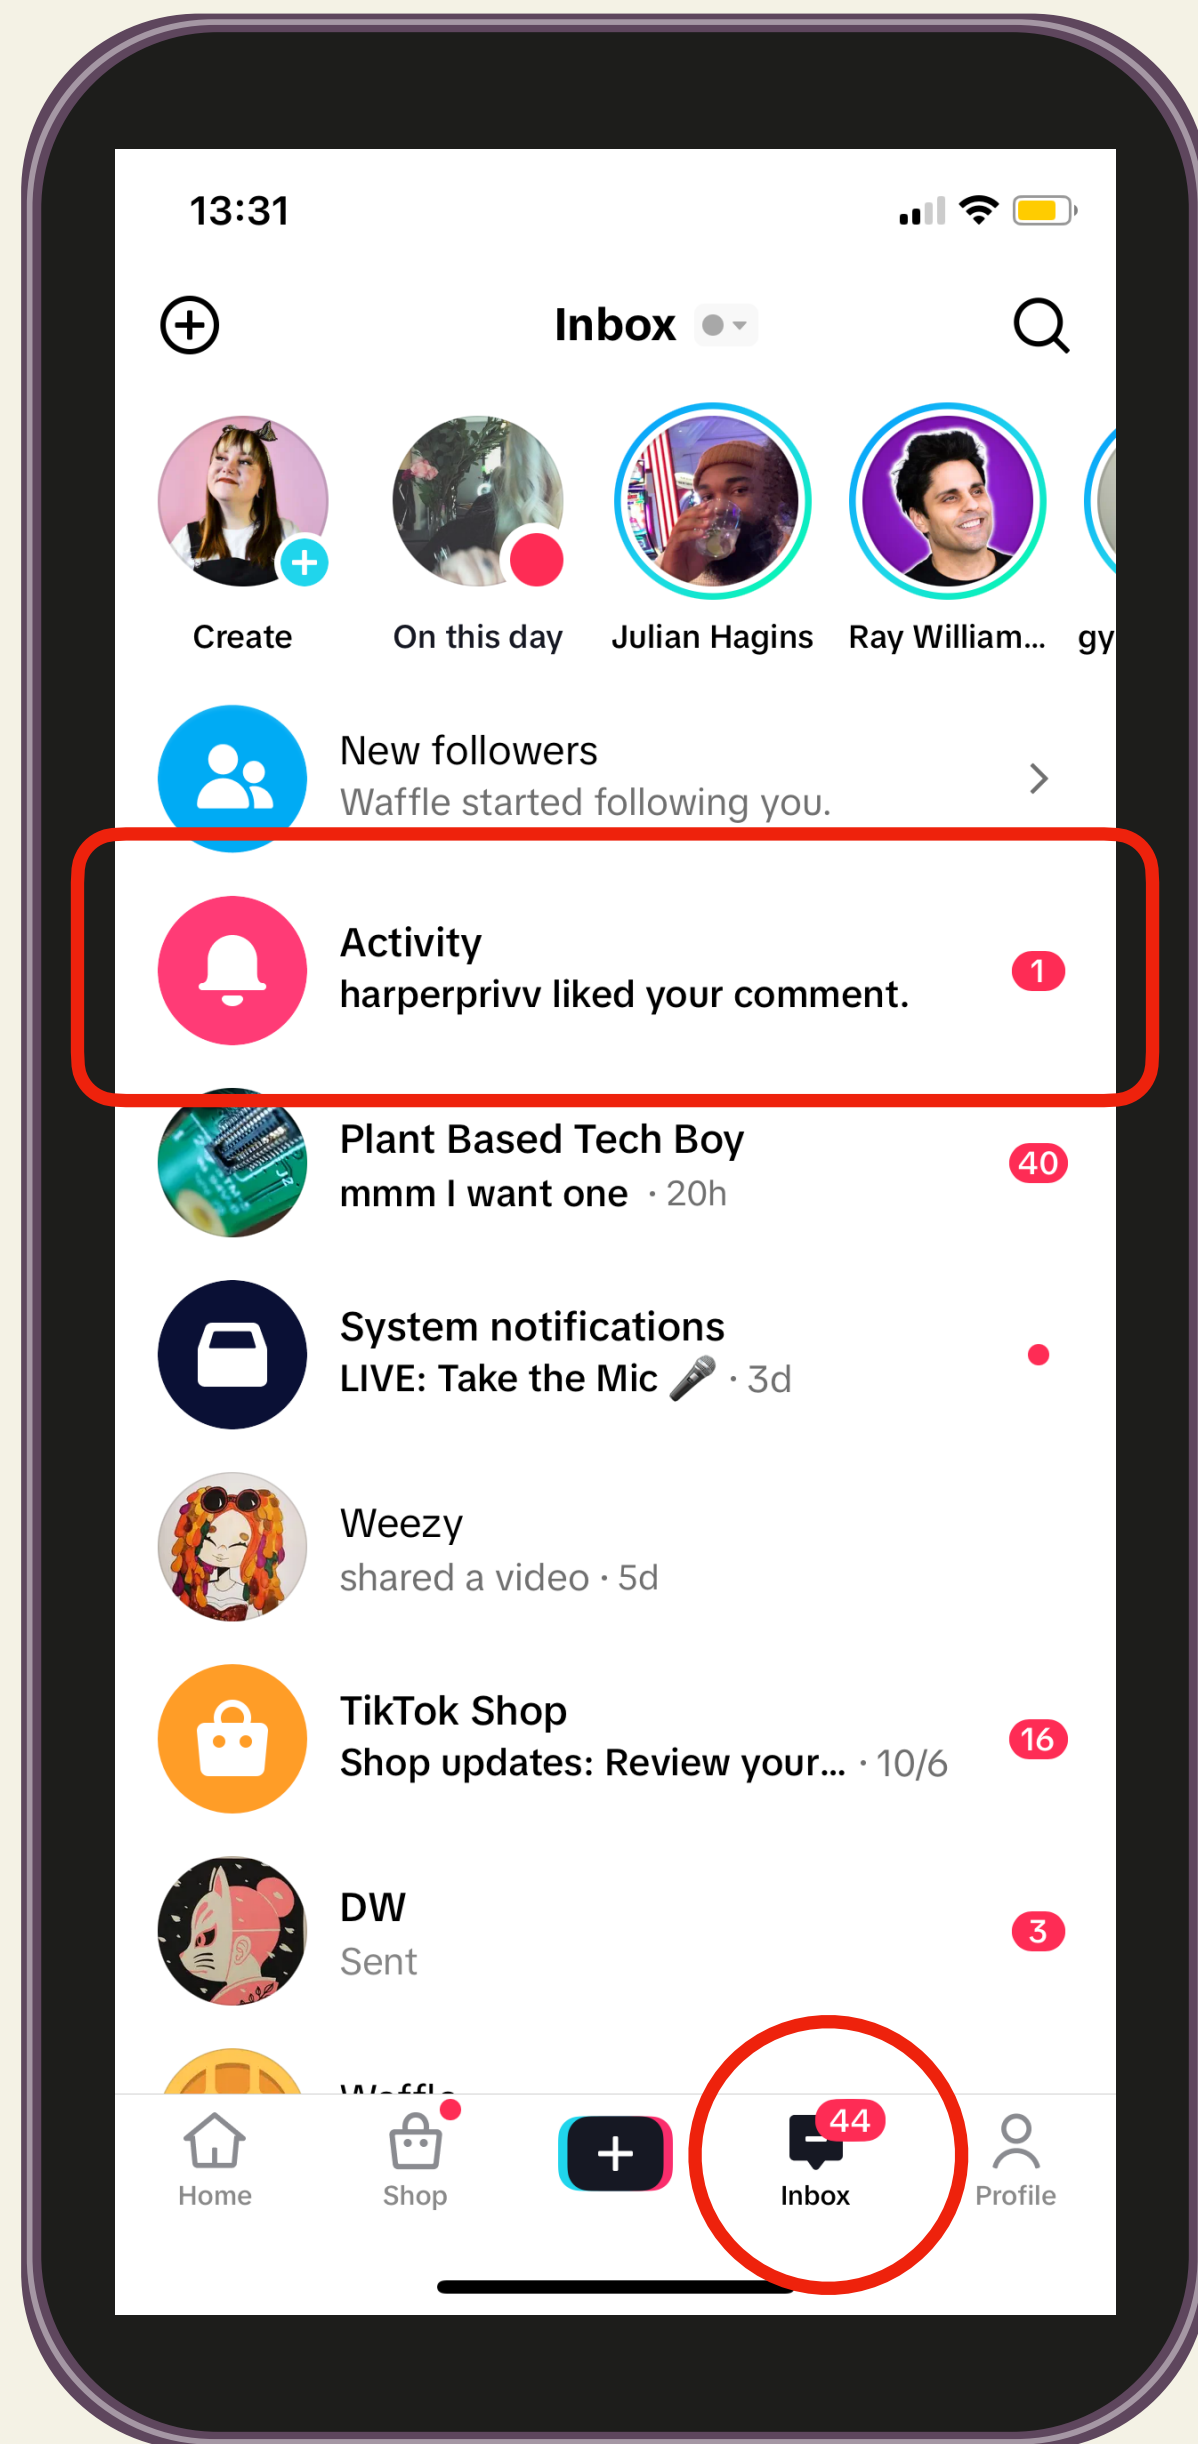 13:31
Inbox
Create
On this day
Julian Hagins
Ray William...
gy
New followers
Waffle started following you.
Activity
harperprivv liked your comment.
1
Plant Based Tech Boy
mmm I want one · 20h
40
System notifications
LIVE: Take the Mic 🎤 · 3d
Weezy
shared a video · 5d
TikTok Shop
Shop updates: Review your... · 10/6
16
DW
Sent
3
Waffle
44
Home
Shop
Inbox
Profile